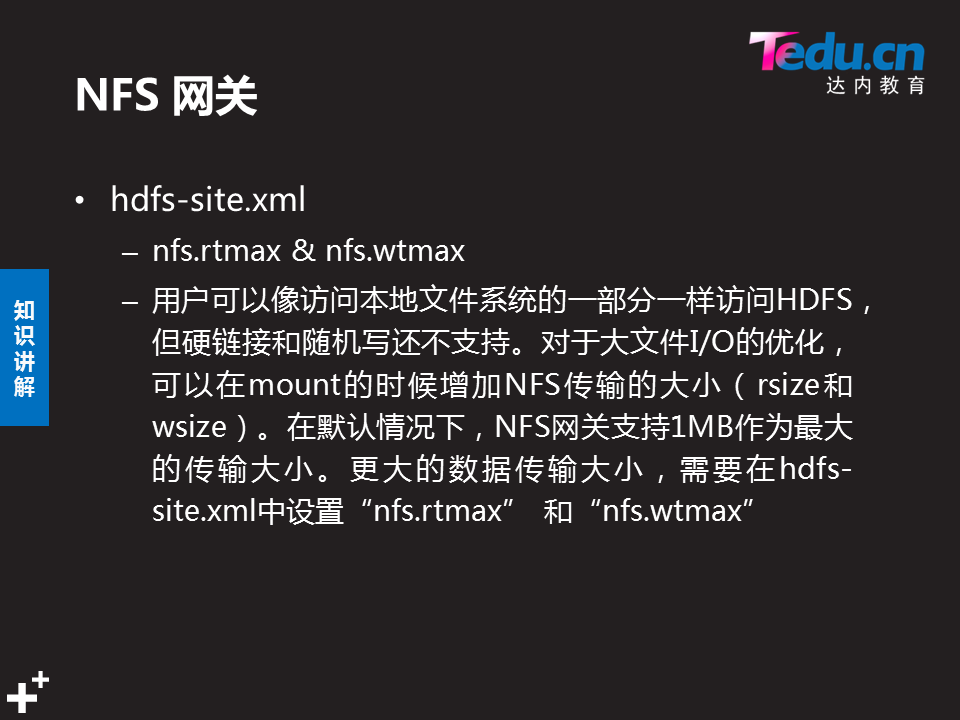 Tedu.cn
达内教育
NFS 网关
• hdfs-site.xml
– nfs.rtmax & nfs.wtmax
– 用户可以像访问本地文件系统的一部分一样访问HDFS，
但硬链接和随机写还不支持。对于大文件I/O的优化，
可以在mount的时候增加NFS传输的大小（rsize和
wsize）。在默认情况下，NFS网关支持1MB作为最大
的传输大小。更大的数据传输大小，需要在hdfs-
site.xml中设置“nfs.rtmax” 和“nfs.wtmax”
知
识
讲
解